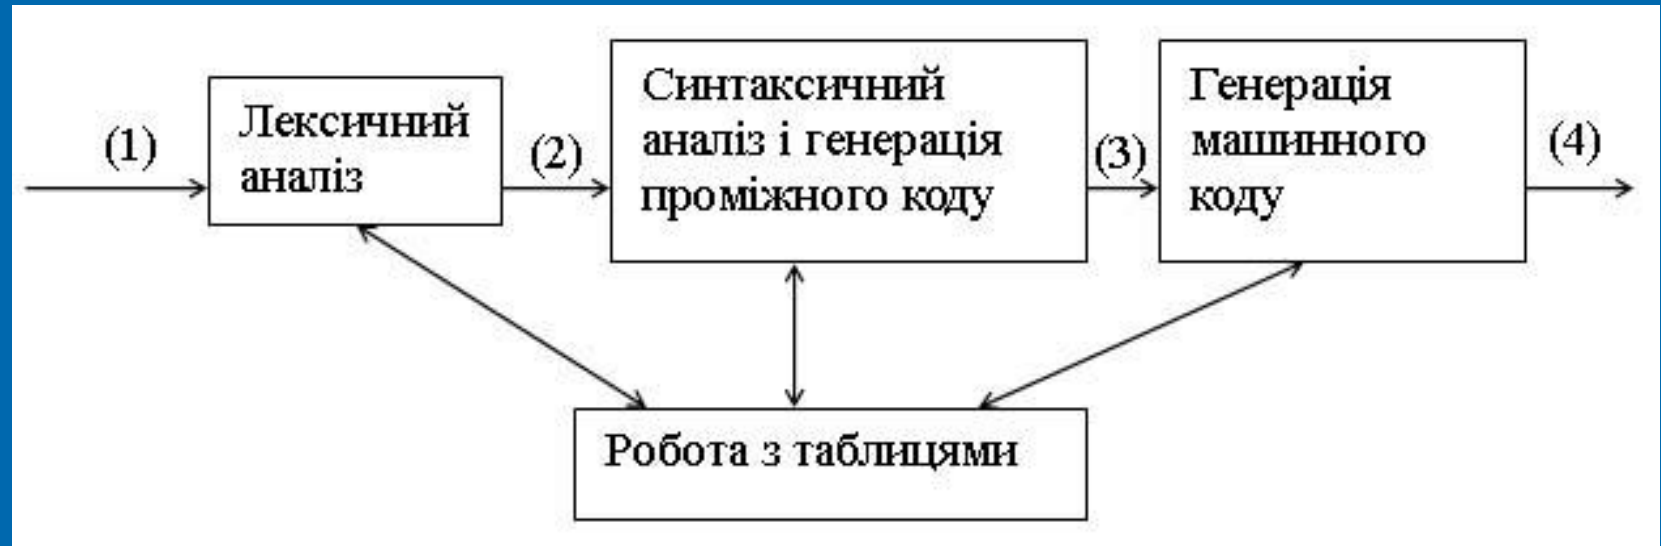 (1)
Лексичний
аналіз
(2)
Синтаксичний
аналіз і генерація
проміжного коду
(3)
Генерація
машинного
коду
(4)
Робота з таблицями